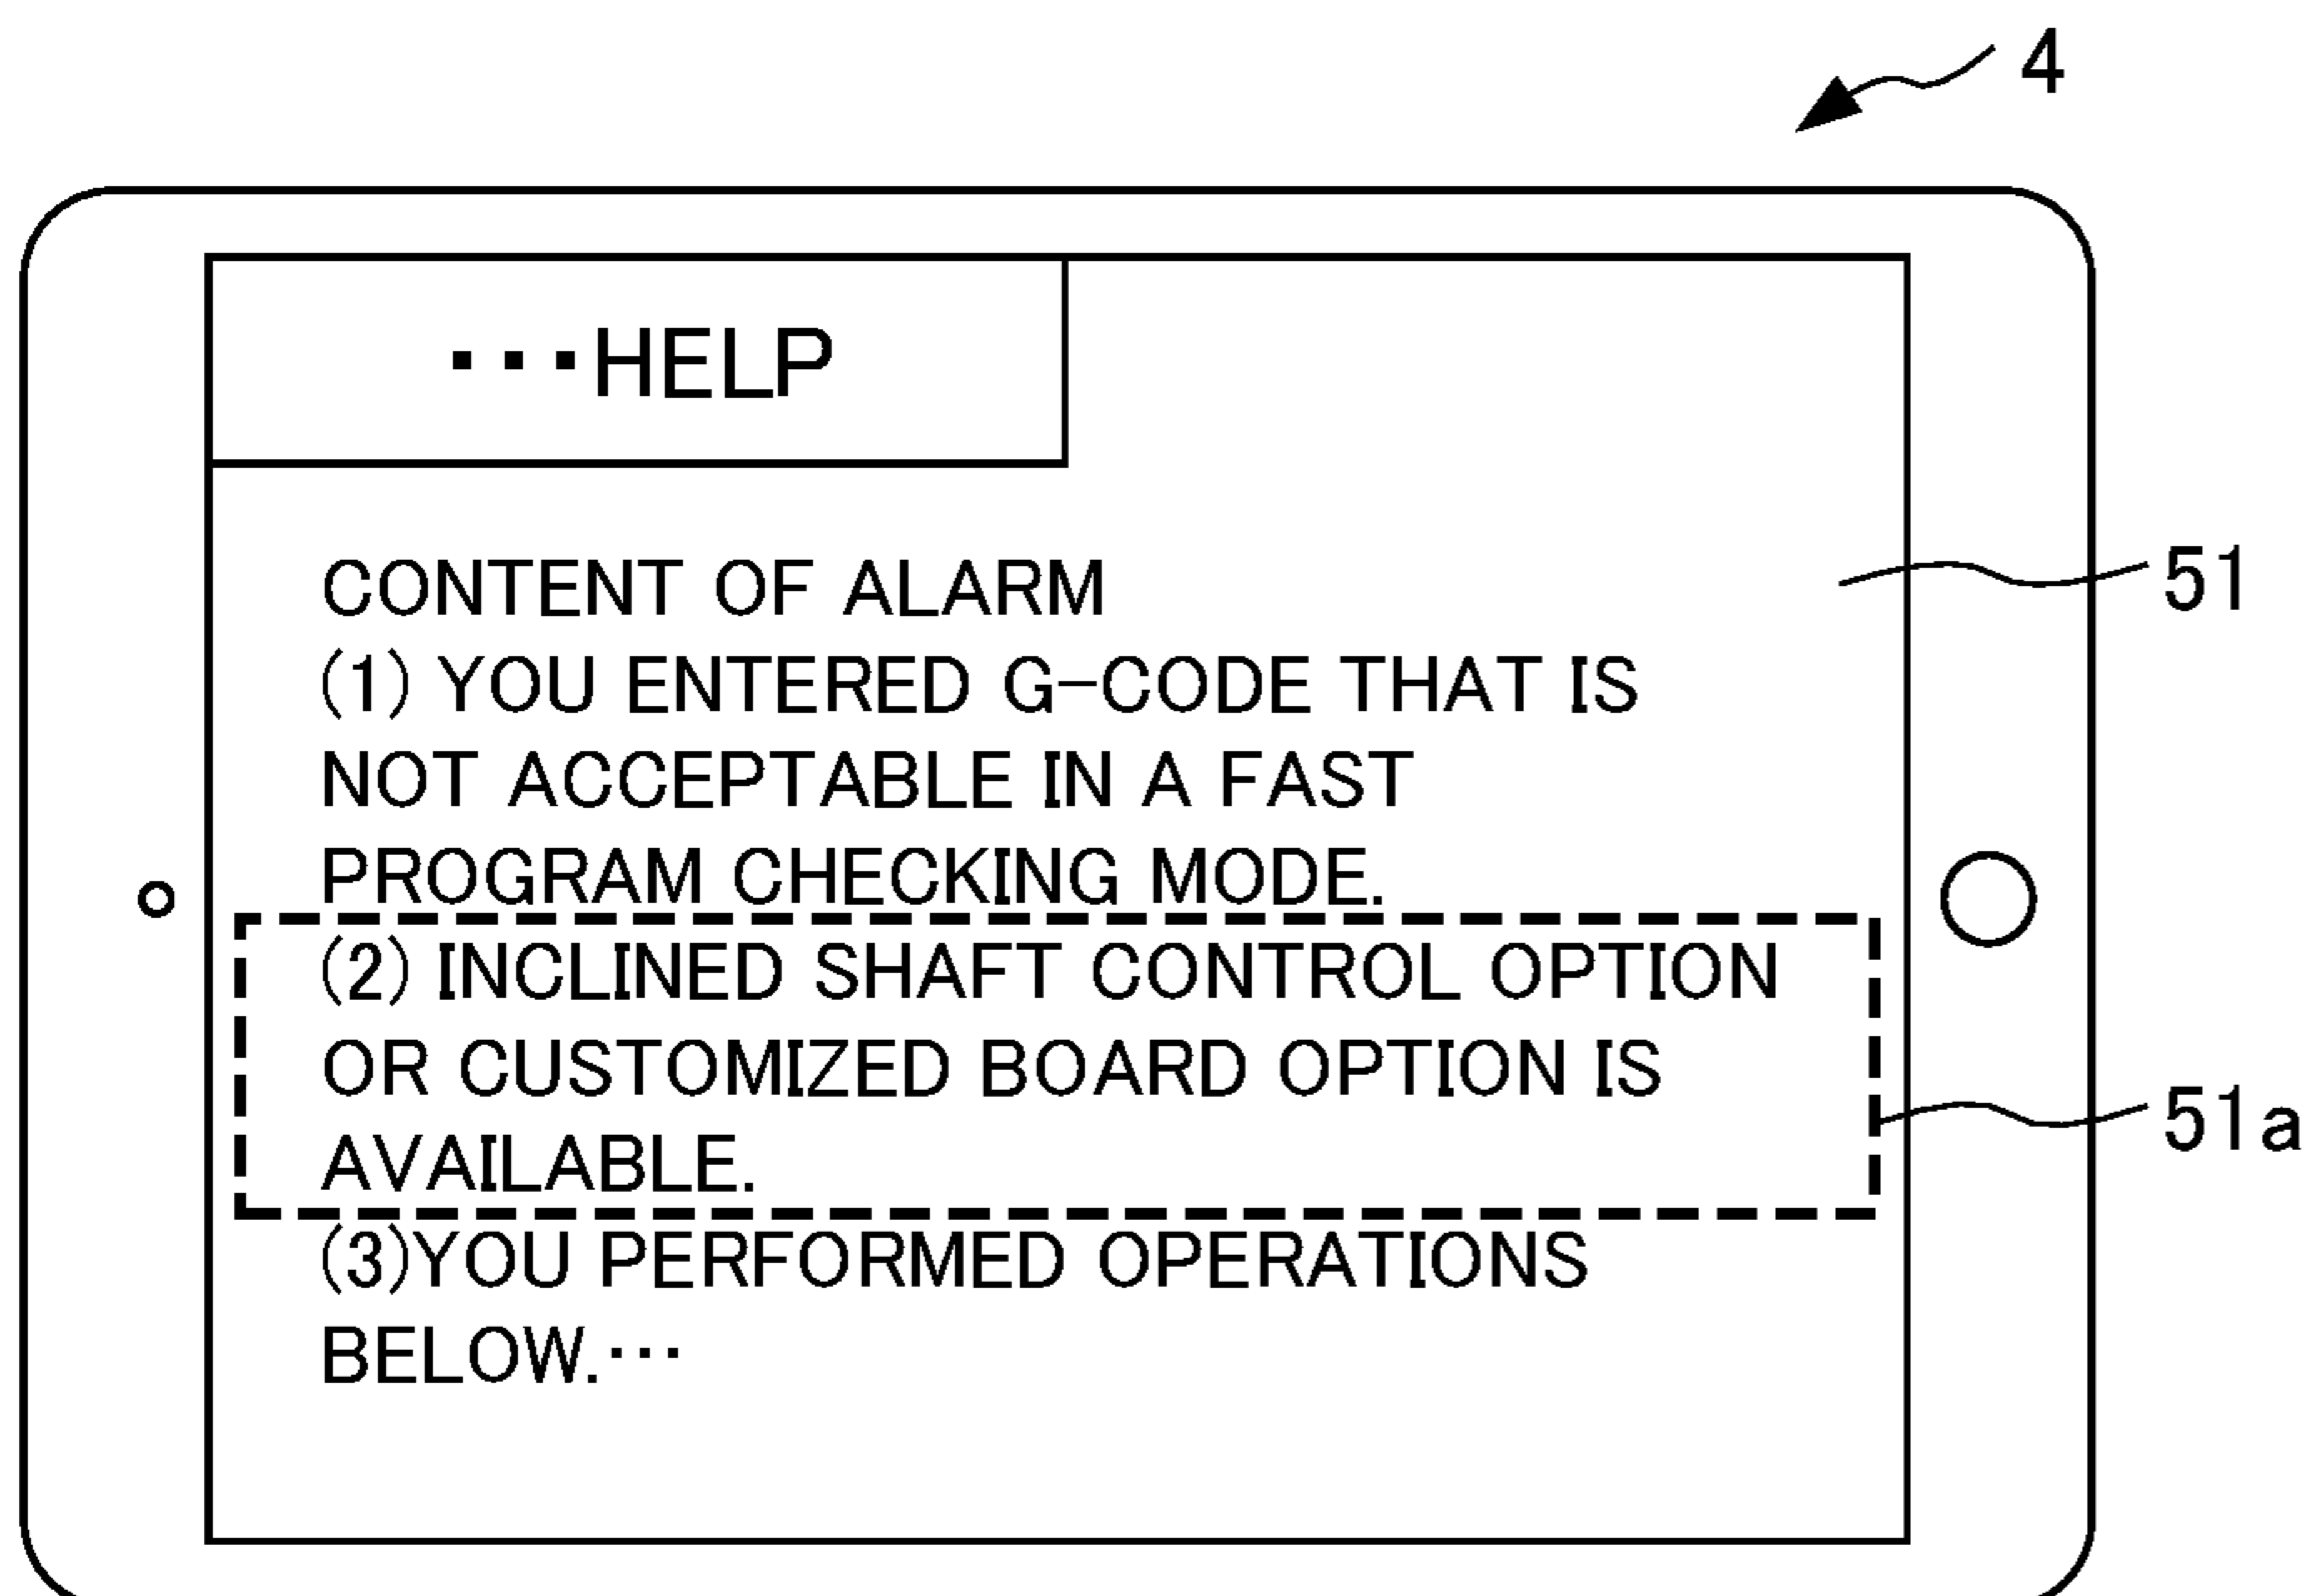 4
···HELP
CONTENT OF ALARM
51
(1) YOU ENTERED G-CODE THAT IS
NOT ACCEPTABLE IN A FAST
PROGRAM CHECKING MODE.
(2) INCLINED SHAFT CONTROL OPTION
OR CUSTOMIZED BOARD OPTION IS
51a
AVAILABLE.
(3)YOU PERFORMED OPERATIONS
BELOW.···